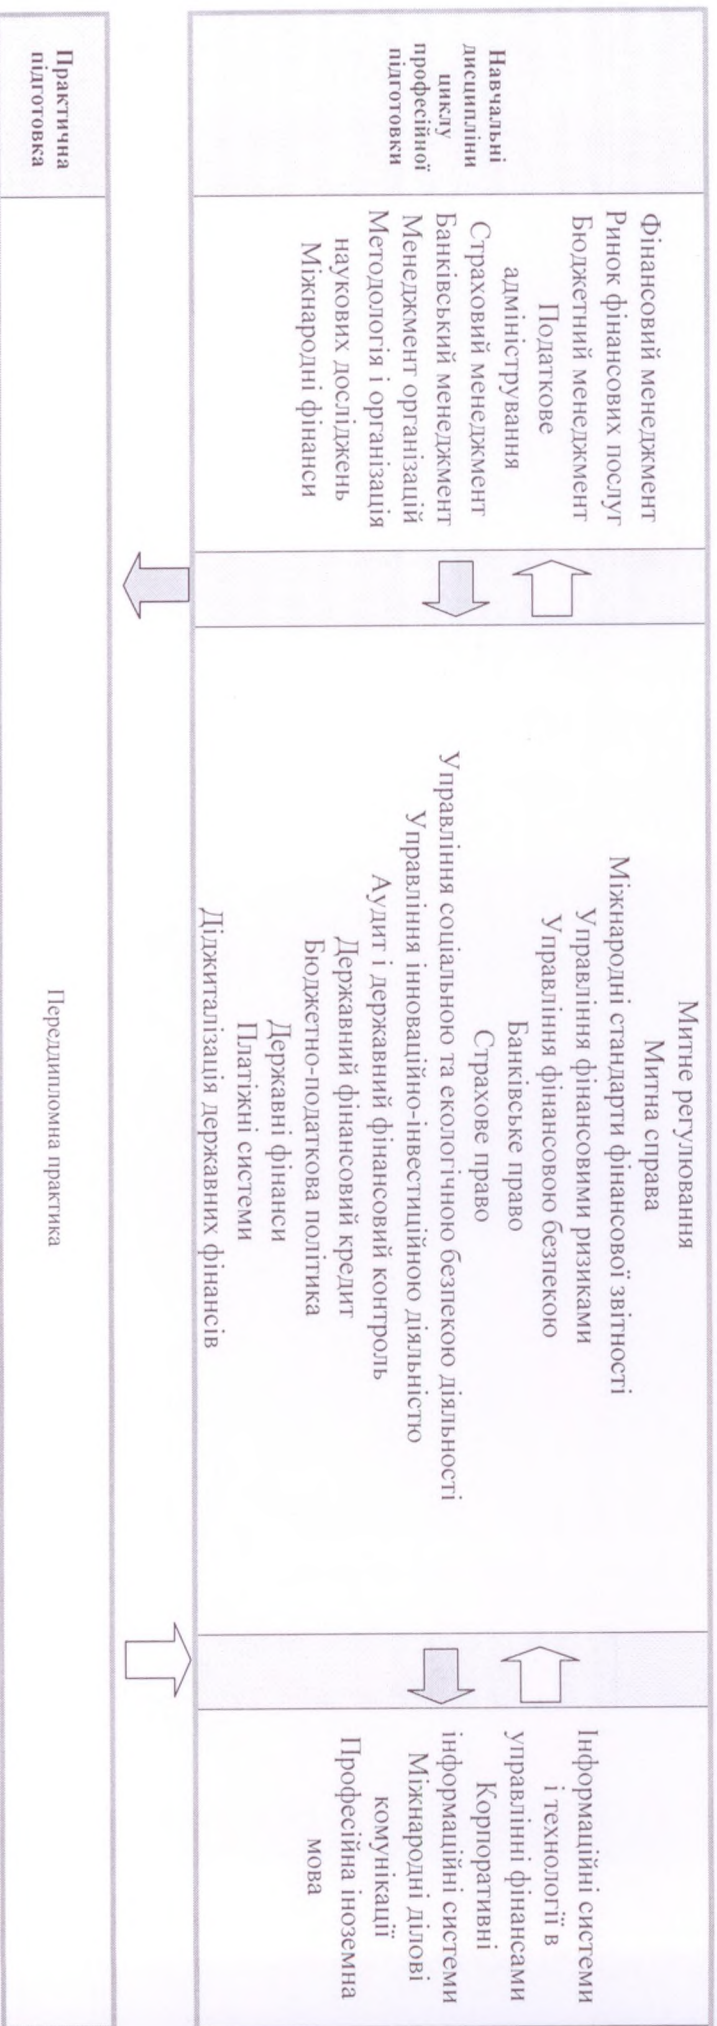 Навчальні
дисципліни
циклу
професійної
підготовки
Фінансовий менеджмент
Ринок фінансових послуг
Бюджетний менеджмент
Податкове
адміністрування
Страховий менеджмент
Банківський менеджмент
Менеджмент організацій
Методологія і організація
наукових досліджень
Міжнародні фінанси
Митне регулювання
Митна справа
Міжнародні стандарти фінансової звітності
Управління фінансовими ризиками
Управління фінансовою безпекою
Банківське право
Страхове право
Управління соціальною та екологічною безпекою діяльності
Управління інноваційно-інвестиційною діяльністю
Аудит і державний фінансовий контроль
Державний фінансовий кредит
Бюджетно-податкова політика
Державні фінанси
Платіжні системи
Діджиталізація державних фінансів
Інформаційні системи
і технології в
управлінні фінансами
Корпоративні
інформаційні системи
Міжнародні ділові
комунікації
Професійна іноземна
мова
Практична
підготовка
Переддипломна практика